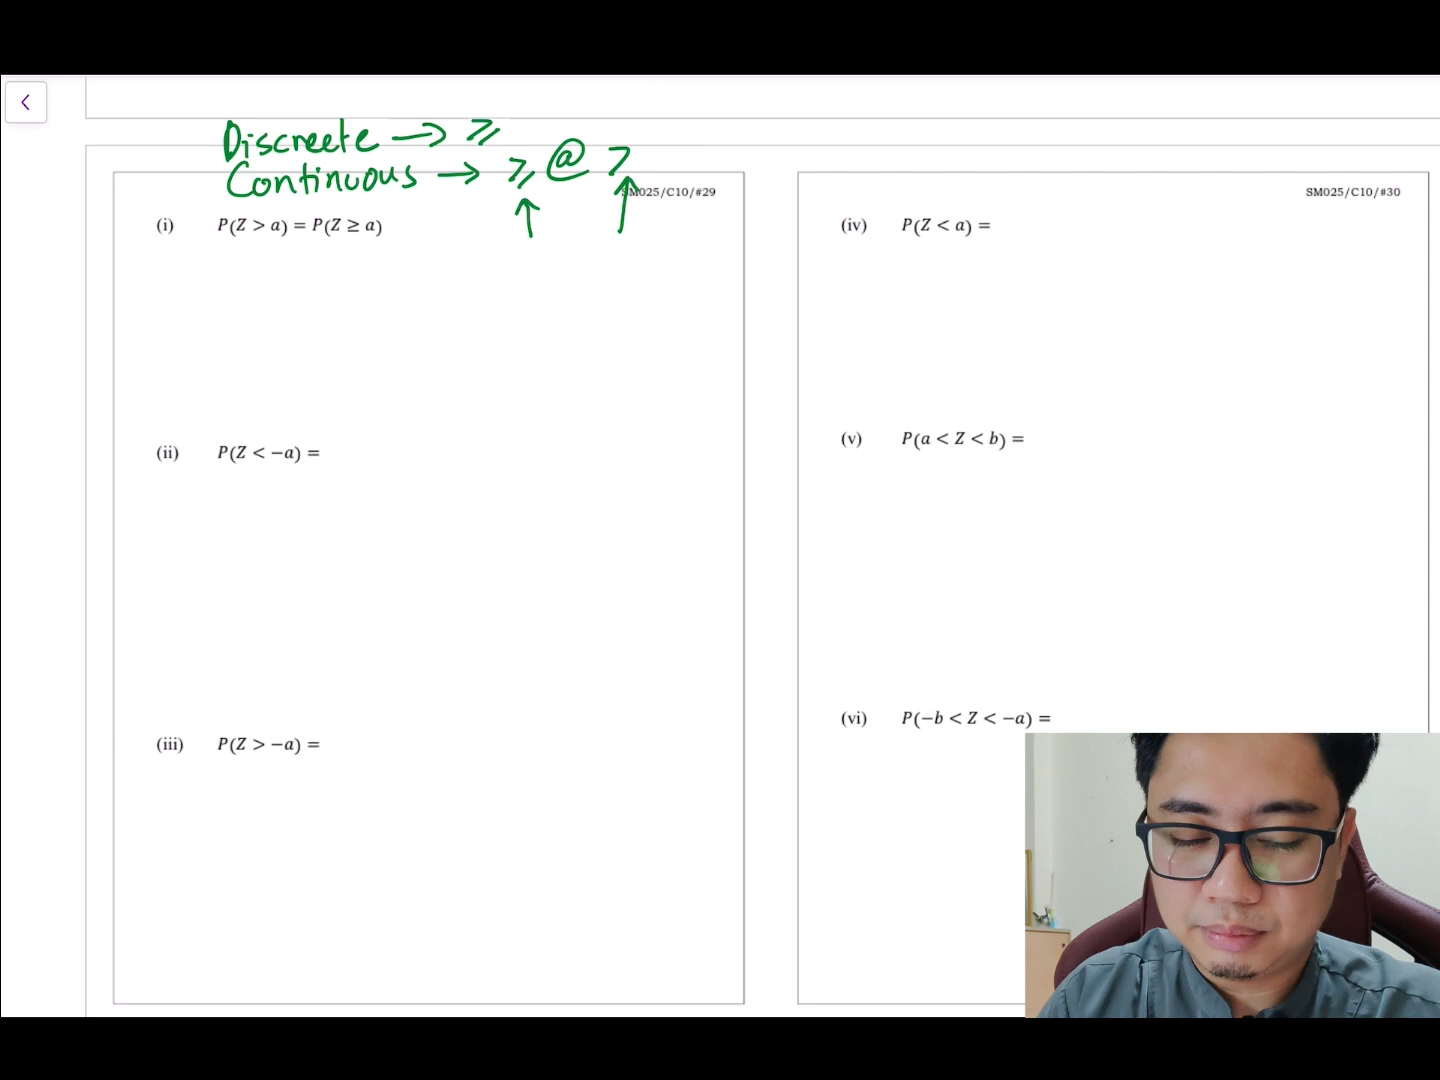 Discreete → ≥
Continuous → ≥ @ >
SM025/C10/#29
(i) P(Z > a) = P(Z ≥ a)
(ii) P(Z < −a) =
(iii) P(Z > −a) =
SM025/C10/#30
(iv) P(Z < a) =
(v) P(a < Z < b) =
(vi) P(−b < Z < −a) =